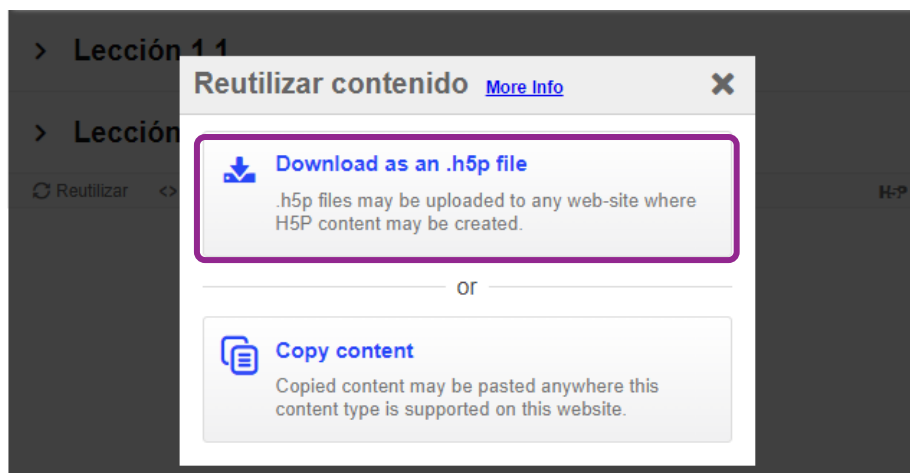 Lección 1.1
Reutilizar contenido More Info
Lección
Download as an .h5p file
.h5p files may be uploaded to any web-site where
H5P content may be created.
Reutilizar <>
H5P
or
Copy content
Copied content may be pasted anywhere this
content type is supported on this website.